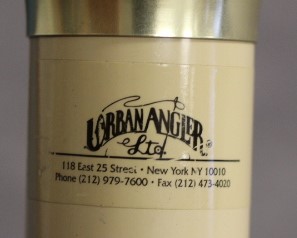 URBAN ANGLER
Ltd.
118 East 25 Street • New York NY 10010
Phone (212) 979-7600 • Fax (212) 473-4020